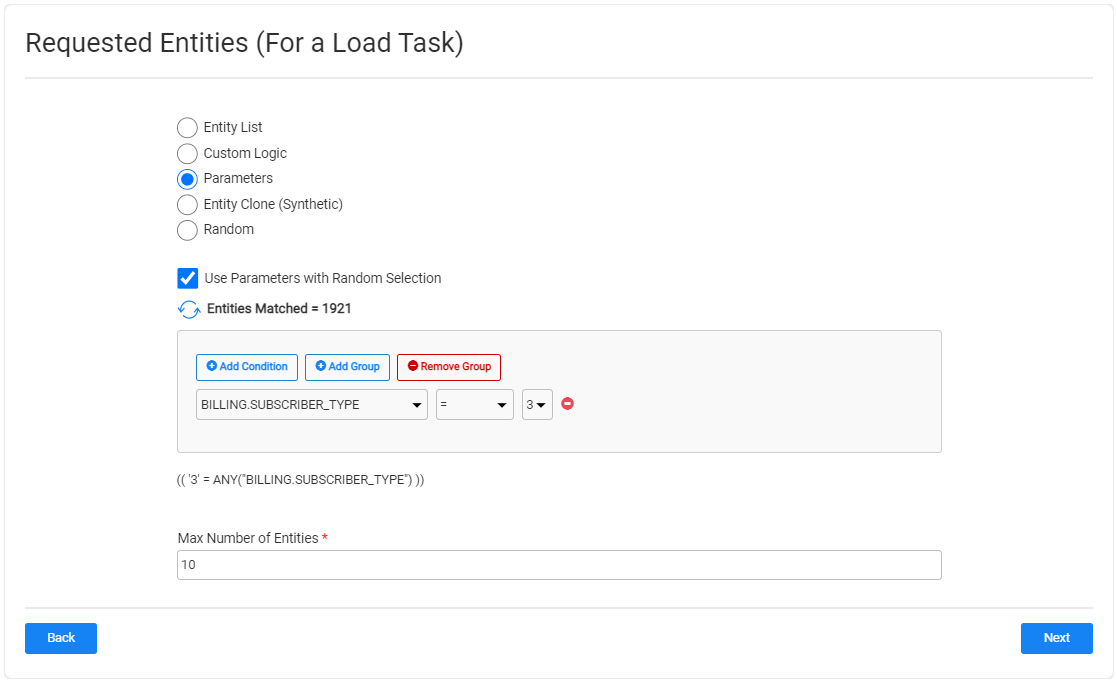 Requested Entities (For a Load Task)
Entity List
Custom Logic
Parameters
Entity Clone (Synthetic)
Random
Use Parameters with Random Selection
Entities Matched = 1921
Add Condition Add Group Remove Group
BILLING.SUBSCRIBER_TYPE = 3
(( '3' = ANY("BILLING.SUBSCRIBER_TYPE") ))
Max Number of Entities *
10
Back Next